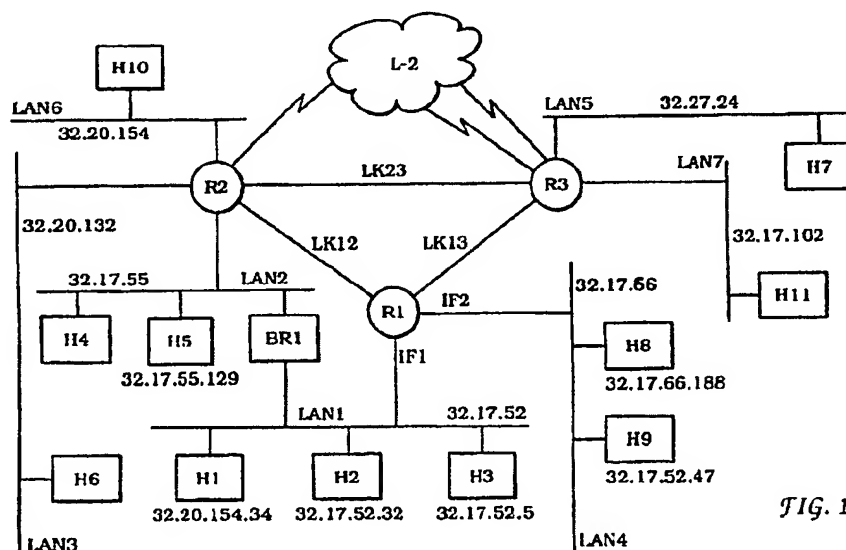 H10
L-2
LAN6
32.20.154
LAN5
32.27.24
R2
LK23
R3
LAN7
H7
32.20.132
32.17.102
LK12
LK13
32.17.55
LAN2
32.17.66
H4
H5
BR1
R1
IF2
H11
IF1
H8
32.17.55.129
32.17.66.188
LAN1
32.17.52
H6
H1
H2
H3
H9
32.20.154.34
32.17.52.32
32.17.52.5
32.17.52.47
FIG. 1
LAN3
LAN4